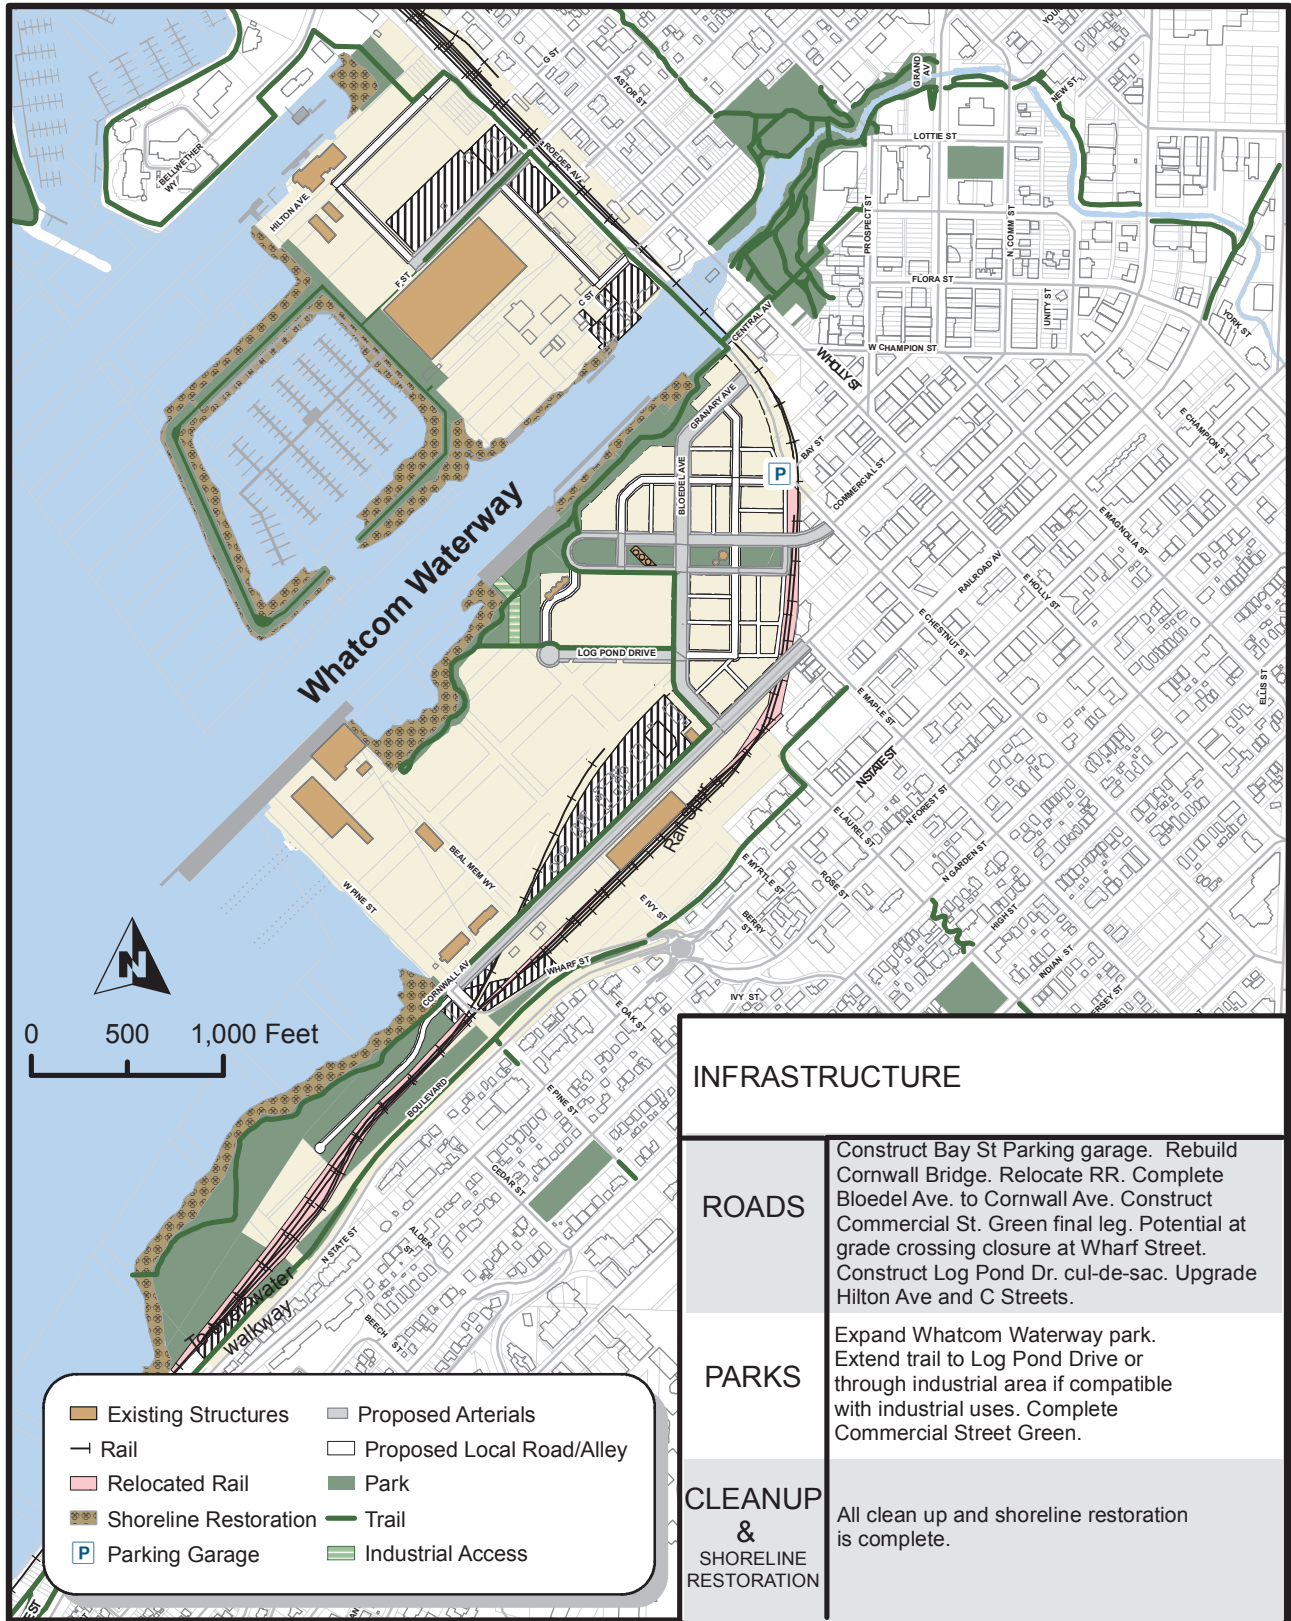 G ST
ASTOR ST
GRAND AV
NEW ST
LOTTIE ST
BELLWETHER WY
ROEDER AV
HILTON AVE
PROSPECT ST
N COMM ST
F ST
FLORA ST
C ST
UNITY ST
YORK ST
CENTRAL AV
W CHAMPION ST
W HOLLY ST
GRANARY AVE
E CHAMPION ST
BAY ST
P
COMMERCIAL ST
BLOEDEL AVE
E MAGNOLIA ST
Whatcom Waterway
RAILROAD AV
E HOLLY ST
E CHESTNUT ST
LOG POND DRIVE
ELLIS ST
E MAPLE ST
N STATE ST
N FOREST ST
E LAUREL ST
N GARDEN ST
E MYRTLE ST
ROSE ST
BEAL MEM WY
W PINE ST
E IVY ST
BERRY ST
HIGH ST
INDIAN ST
N
CORNWALL AV
WHARF ST
IVY ST
E OAK ST
0 500 1,000 Feet
BOULEVARD
E PINE ST
CEDAR ST
N STATE ST
ALDER ST
BEECH ST
walkway
INFRASTRUCTURE
ROADS
Construct Bay St Parking garage. Rebuild
Cornwall Bridge. Relocate RR. Complete
Bloedel Ave. to Cornwall Ave. Construct
Commercial St. Green final leg. Potential at
grade crossing closure at Wharf Street.
Construct Log Pond Dr. cul-de-sac. Upgrade
Hilton Ave and C Streets.
PARKS
Expand Whatcom Waterway park.
Extend trail to Log Pond Drive or
through industrial area if compatible
with industrial uses. Complete
Commercial Street Green.
CLEANUP
&
SHORELINE
RESTORATION
All clean up and shoreline restoration
is complete.
Existing Structures
Rail
Relocated Rail
Shoreline Restoration
P Parking Garage
Proposed Arterials
Proposed Local Road/Alley
Park
Trail
Industrial Access